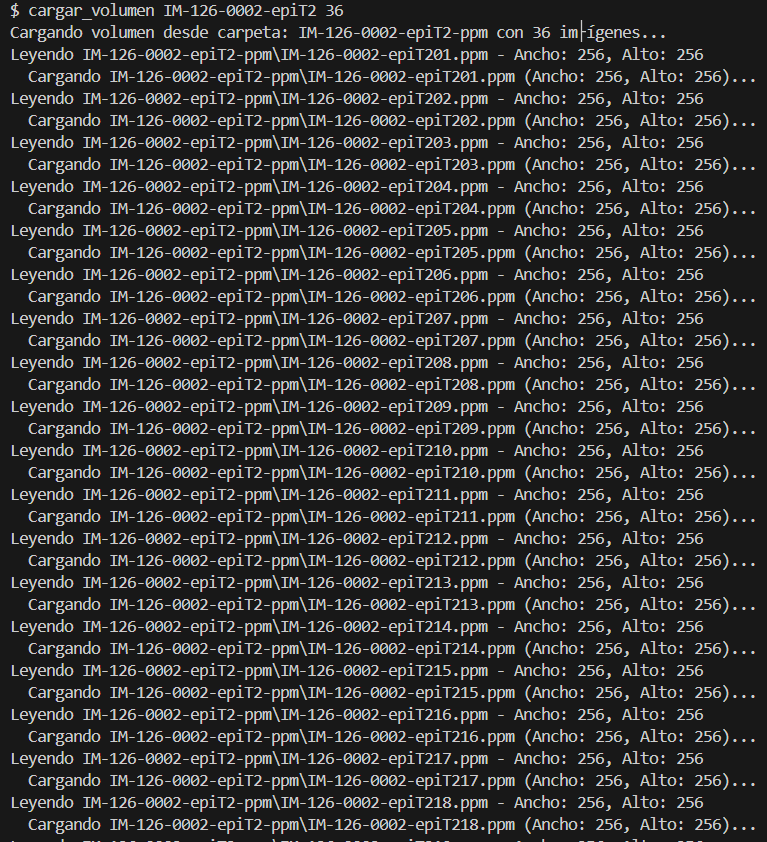 $ cargar_volumen IM-126-0002-epiT2 36
Cargando volumen desde carpeta: IM-126-0002-epiT2-ppm con 36 im├ígenes...
Leyendo IM-126-0002-epiT2-ppm\IM-126-0002-epiT201.ppm - Ancho: 256, Alto: 256
  Cargando IM-126-0002-epiT2-ppm\IM-126-0002-epiT201.ppm (Ancho: 256, Alto: 256)...
Leyendo IM-126-0002-epiT2-ppm\IM-126-0002-epiT202.ppm - Ancho: 256, Alto: 256
  Cargando IM-126-0002-epiT2-ppm\IM-126-0002-epiT202.ppm (Ancho: 256, Alto: 256)...
Leyendo IM-126-0002-epiT2-ppm\IM-126-0002-epiT203.ppm - Ancho: 256, Alto: 256
  Cargando IM-126-0002-epiT2-ppm\IM-126-0002-epiT203.ppm (Ancho: 256, Alto: 256)...
Leyendo IM-126-0002-epiT2-ppm\IM-126-0002-epiT204.ppm - Ancho: 256, Alto: 256
  Cargando IM-126-0002-epiT2-ppm\IM-126-0002-epiT204.ppm (Ancho: 256, Alto: 256)...
Leyendo IM-126-0002-epiT2-ppm\IM-126-0002-epiT205.ppm - Ancho: 256, Alto: 256
  Cargando IM-126-0002-epiT2-ppm\IM-126-0002-epiT205.ppm (Ancho: 256, Alto: 256)...
Leyendo IM-126-0002-epiT2-ppm\IM-126-0002-epiT206.ppm - Ancho: 256, Alto: 256
  Cargando IM-126-0002-epiT2-ppm\IM-126-0002-epiT206.ppm (Ancho: 256, Alto: 256)...
Leyendo IM-126-0002-epiT2-ppm\IM-126-0002-epiT207.ppm - Ancho: 256, Alto: 256
  Cargando IM-126-0002-epiT2-ppm\IM-126-0002-epiT207.ppm (Ancho: 256, Alto: 256)...
Leyendo IM-126-0002-epiT2-ppm\IM-126-0002-epiT208.ppm - Ancho: 256, Alto: 256
  Cargando IM-126-0002-epiT2-ppm\IM-126-0002-epiT208.ppm (Ancho: 256, Alto: 256)...
Leyendo IM-126-0002-epiT2-ppm\IM-126-0002-epiT209.ppm - Ancho: 256, Alto: 256
  Cargando IM-126-0002-epiT2-ppm\IM-126-0002-epiT209.ppm (Ancho: 256, Alto: 256)...
Leyendo IM-126-0002-epiT2-ppm\IM-126-0002-epiT210.ppm - Ancho: 256, Alto: 256
  Cargando IM-126-0002-epiT2-ppm\IM-126-0002-epiT210.ppm (Ancho: 256, Alto: 256)...
Leyendo IM-126-0002-epiT2-ppm\IM-126-0002-epiT211.ppm - Ancho: 256, Alto: 256
  Cargando IM-126-0002-epiT2-ppm\IM-126-0002-epiT211.ppm (Ancho: 256, Alto: 256)...
Leyendo IM-126-0002-epiT2-ppm\IM-126-0002-epiT212.ppm - Ancho: 256, Alto: 256
  Cargando IM-126-0002-epiT2-ppm\IM-126-0002-epiT212.ppm (Ancho: 256, Alto: 256)...
Leyendo IM-126-0002-epiT2-ppm\IM-126-0002-epiT213.ppm - Ancho: 256, Alto: 256
  Cargando IM-126-0002-epiT2-ppm\IM-126-0002-epiT213.ppm (Ancho: 256, Alto: 256)...
Leyendo IM-126-0002-epiT2-ppm\IM-126-0002-epiT214.ppm - Ancho: 256, Alto: 256
  Cargando IM-126-0002-epiT2-ppm\IM-126-0002-epiT214.ppm (Ancho: 256, Alto: 256)...
Leyendo IM-126-0002-epiT2-ppm\IM-126-0002-epiT215.ppm - Ancho: 256, Alto: 256
  Cargando IM-126-0002-epiT2-ppm\IM-126-0002-epiT215.ppm (Ancho: 256, Alto: 256)...
Leyendo IM-126-0002-epiT2-ppm\IM-126-0002-epiT216.ppm - Ancho: 256, Alto: 256
  Cargando IM-126-0002-epiT2-ppm\IM-126-0002-epiT216.ppm (Ancho: 256, Alto: 256)...
Leyendo IM-126-0002-epiT2-ppm\IM-126-0002-epiT217.ppm - Ancho: 256, Alto: 256
  Cargando IM-126-0002-epiT2-ppm\IM-126-0002-epiT217.ppm (Ancho: 256, Alto: 256)...
Leyendo IM-126-0002-epiT2-ppm\IM-126-0002-epiT218.ppm - Ancho: 256, Alto: 256
  Cargando IM-126-0002-epiT2-ppm\IM-126-0002-epiT218.ppm (Ancho: 256, Alto: 256)...